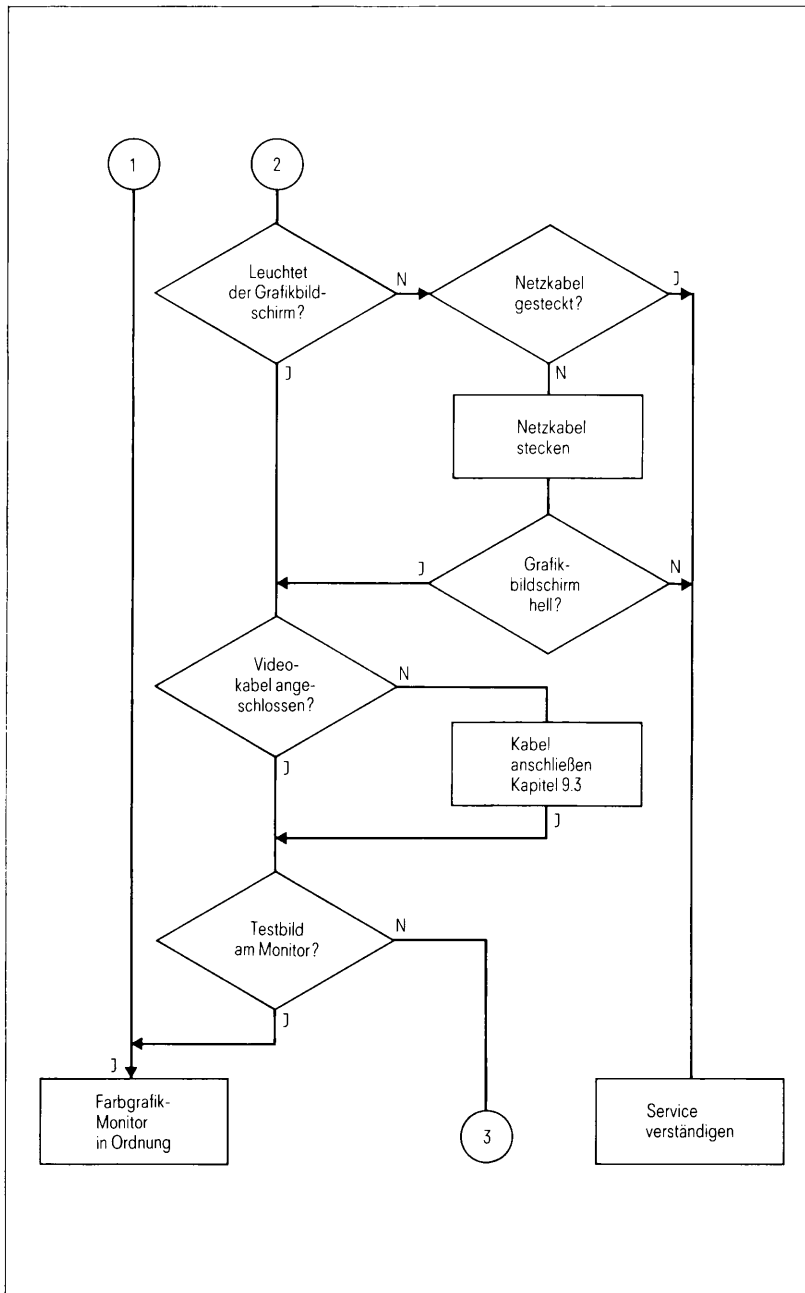 1
2
Leuchtet
der Grafikbild-
schirm?
N
Netzkabel
gesteckt?
J
J
N
Netzkabel
stecken
J
Grafik-
bildschirm
hell?
N
Video-
kabel ange-
schlossen?
N
J
Kabel
anschließen
Kapitel 9.3
J
Testbild
am Monitor?
N
J
J
Farbgrafik-
Monitor
in Ordnung
3
Service
verständigen